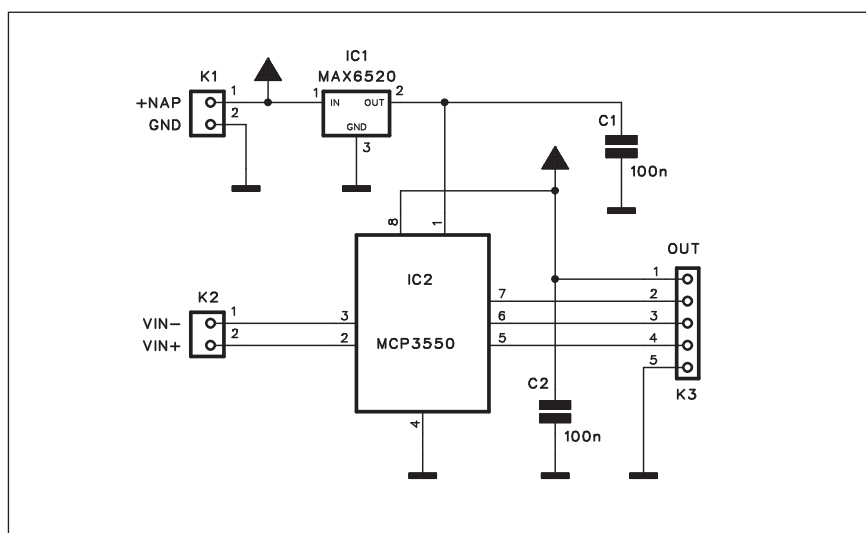 IC1
MAX6520
K1
+NAP
1
GND
2
1
IN
OUT
2
GND
3
C1
100n
8
1
IC2
MCP3550
OUT
K2
VIN-
1
VIN+
2
3
2
7
6
5
4
1
2
3
4
5
K3
C2
100n